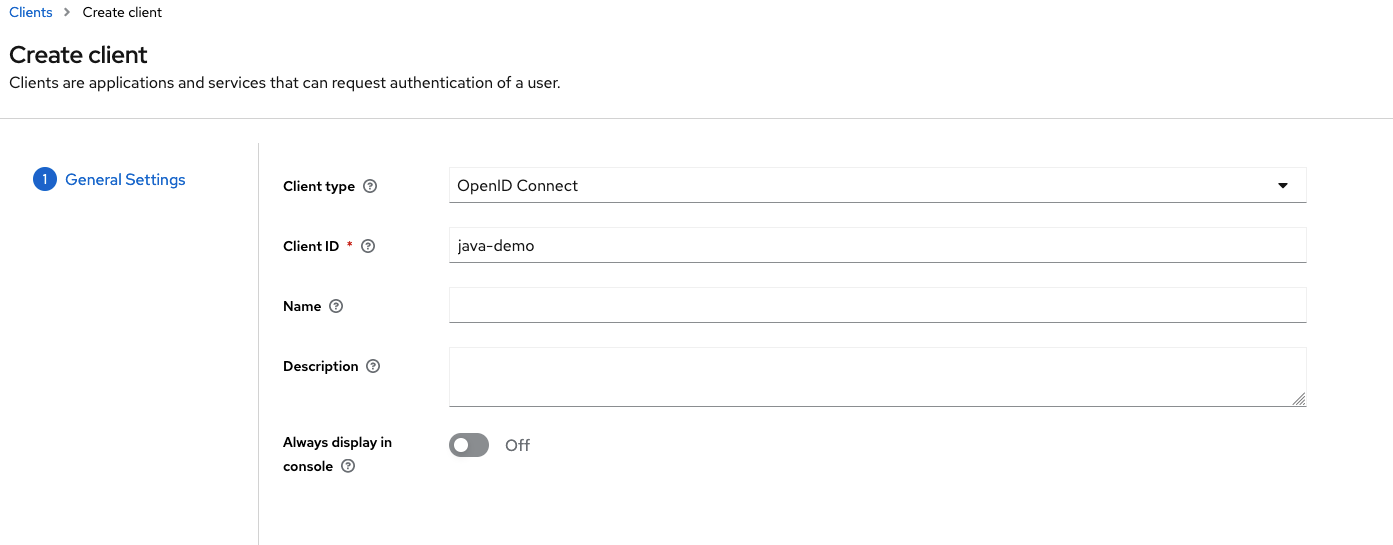 Clients > Create client
Create client
Clients are applications and services that can request authentication of a user.
1 General Settings
Client type ?
OpenID Connect
Client ID * ?
java-demo
Name ?
Description ?
Always display in
console ?
Off